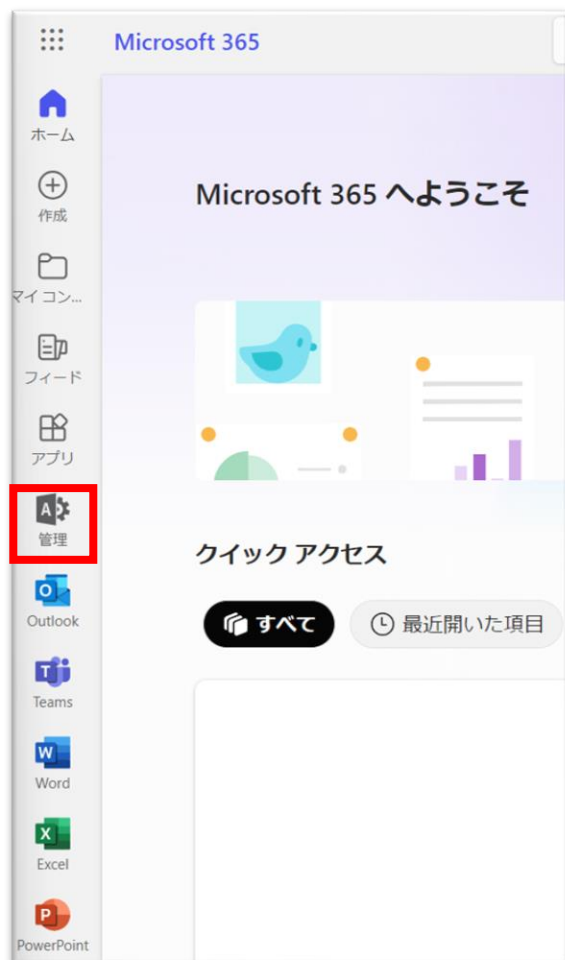 Microsoft 365
ホーム
作成
マイ コン...
フィード
アプリ
管理
Outlook
Teams
Word
Excel
PowerPoint
Microsoft 365 へようこそ
クイック アクセス
すべて
最近開いた項目